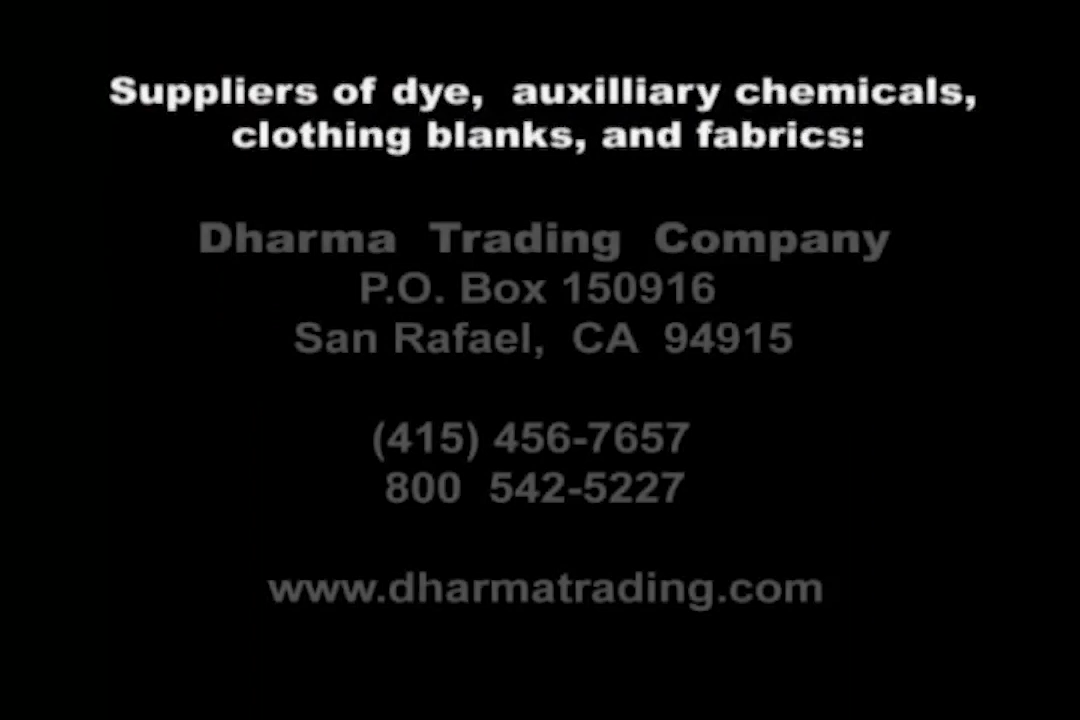 Suppliers of dye, auxilliary chemicals,
clothing blanks, and fabrics:
Dharma Trading Company
P.O. Box 150916
San Rafael, CA 94915
(415) 456-7657
800 542-5227
www.dharmatrading.com